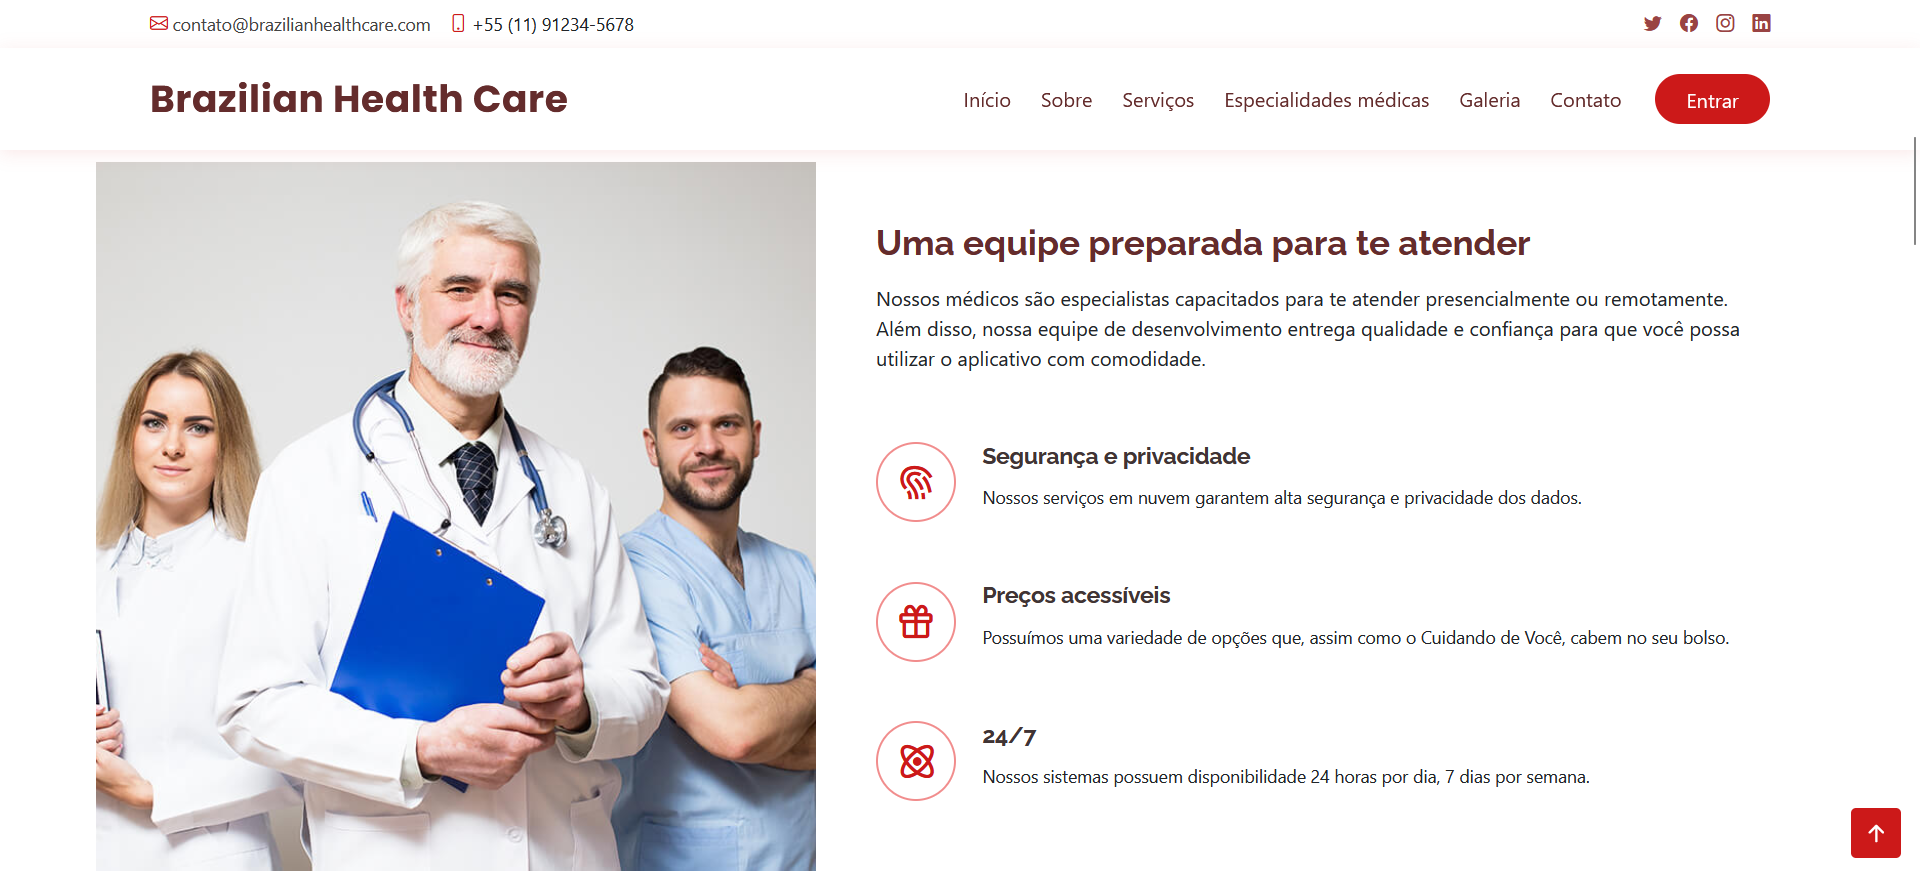 contato@brazilianhealthcare.com +55 (11) 91234-5678
Brazilian Health Care
Início Sobre Serviços Especialidades médicas Galeria Contato Entrar
Uma equipe preparada para te atender
Nossos médicos são especialistas capacitados para te atender presencialmente ou remotamente.
Além disso, nossa equipe de desenvolvimento entrega qualidade e confiança para que você possa
utilizar o aplicativo com comodidade.
Segurança e privacidade
Nossos serviços em nuvem garantem alta segurança e privacidade dos dados.
Preços acessíveis
Possuímos uma variedade de opções que, assim como o Cuidando de Você, cabem no seu bolso.
24/7
Nossos sistemas possuem disponibilidade 24 horas por dia, 7 dias por semana.